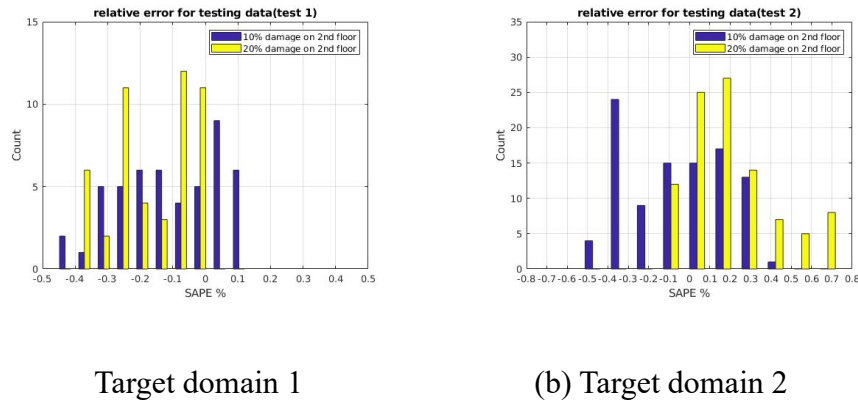 relative error for testing data(test 1)
15
10% damage on 2nd floor
20% damage on 2nd floor
10
Count
5
0
-0.5 -0.4 -0.3 -0.2 -0.1 0 0.1 0.2 0.3 0.4 0.5
SAPE %
Target domain 1
relative error for testing data(test 2)
35
10% damage on 2nd floor
20% damage on 2nd floor
30
25
20
Count
15
10
5
0
-0.8 -0.7 -0.6 -0.5 -0.4 -0.3 -0.2 -0.1 0 0.1 0.2 0.3 0.4 0.5 0.6 0.7 0.8
SAPE %
(b) Target domain 2